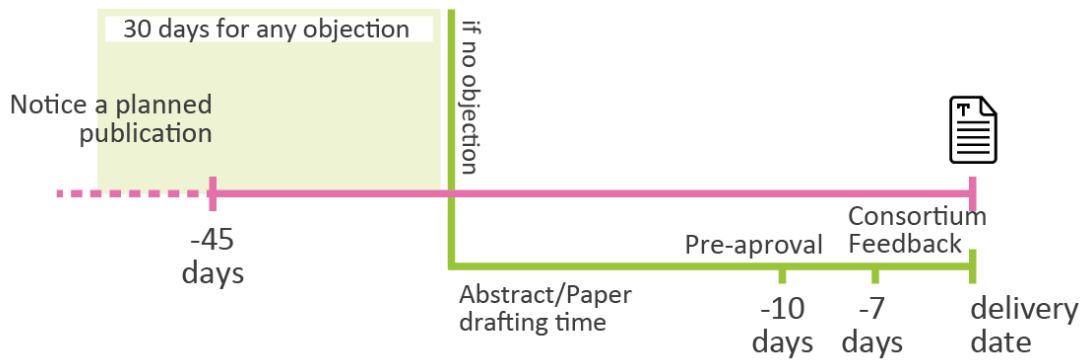 30 days for any objection
if no objection
Notice a planned
publication
T
-45
days
Consortium
Feedback
Pre-aproval
Abstract/Paper
drafting time
-10
days
-7
days
delivery
date